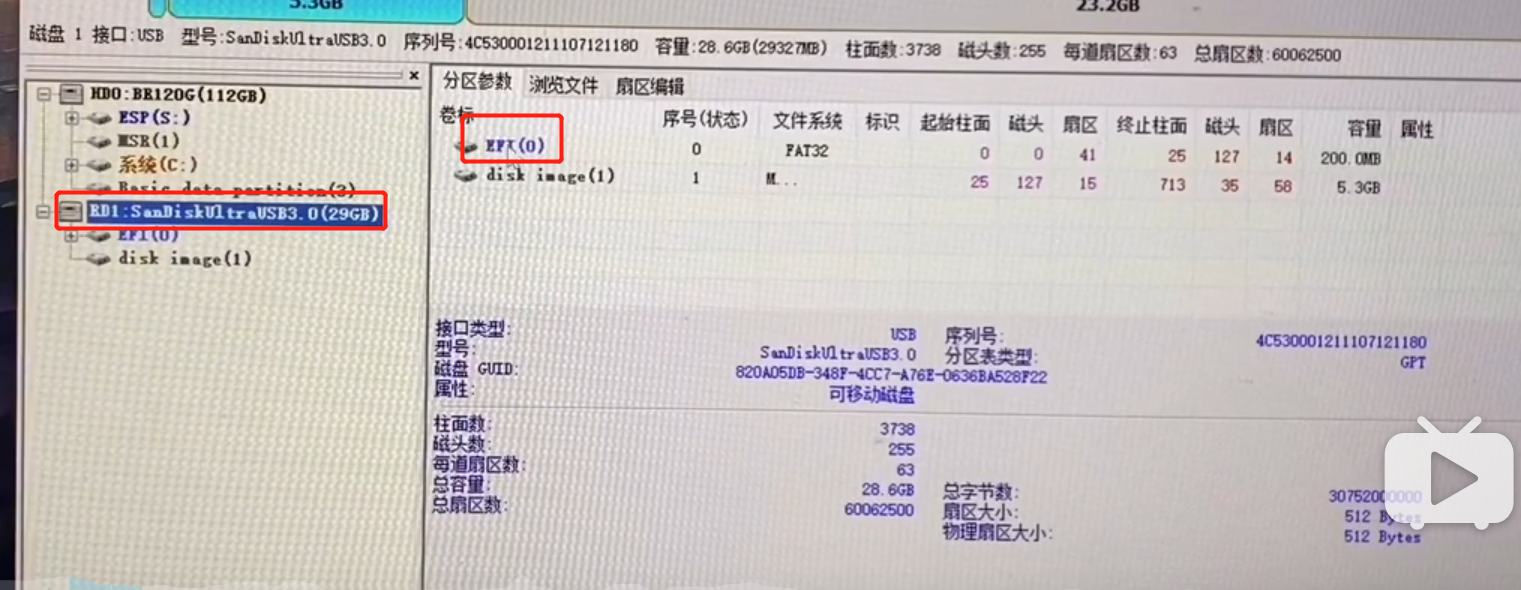 5.3GB
23.2GB
磁盘 1 接口:USB 型号:SanDiskUltraUSB3.0 序列号:4C530001211107121180 容量:28.6GB(29327MB) 柱面数:3738 磁头数:255 每道扇区数:63 总扇区数:60062500
HD0:BR120G(112GB)
ESP(S:)
MSR(1)
系统(C:)
Basic data partition(3)
RD1:SanDiskUltraUSB3.0(29GB)
EFI(0)
disk image(1)
分区参数 浏览文件 扇区编辑
卷标 序号(状态) 文件系统 标识 起始柱面 磁头 扇区 终止柱面 磁头 扇区 容量 属性
EFI(0) 0 FAT32 0 0 41 25 127 14 200.0MB
disk image(1) 1 M... 25 127 15 713 35 58 5.3GB
接口类型: USB 序列号: 4C530001211107121180
型号: SanDiskUltraUSB3.0 分区表类型: GPT
磁盘 GUID: 820A05DB-348F-4CC7-A76E-0636BA528F22
属性: 可移动磁盘
柱面数: 3738
磁头数: 255
每道扇区数: 63
总容量: 28.6GB 总字节数: 30752000000
总扇区数: 60062500 扇区大小: 512 Bytes
物理扇区大小: 512 Bytes